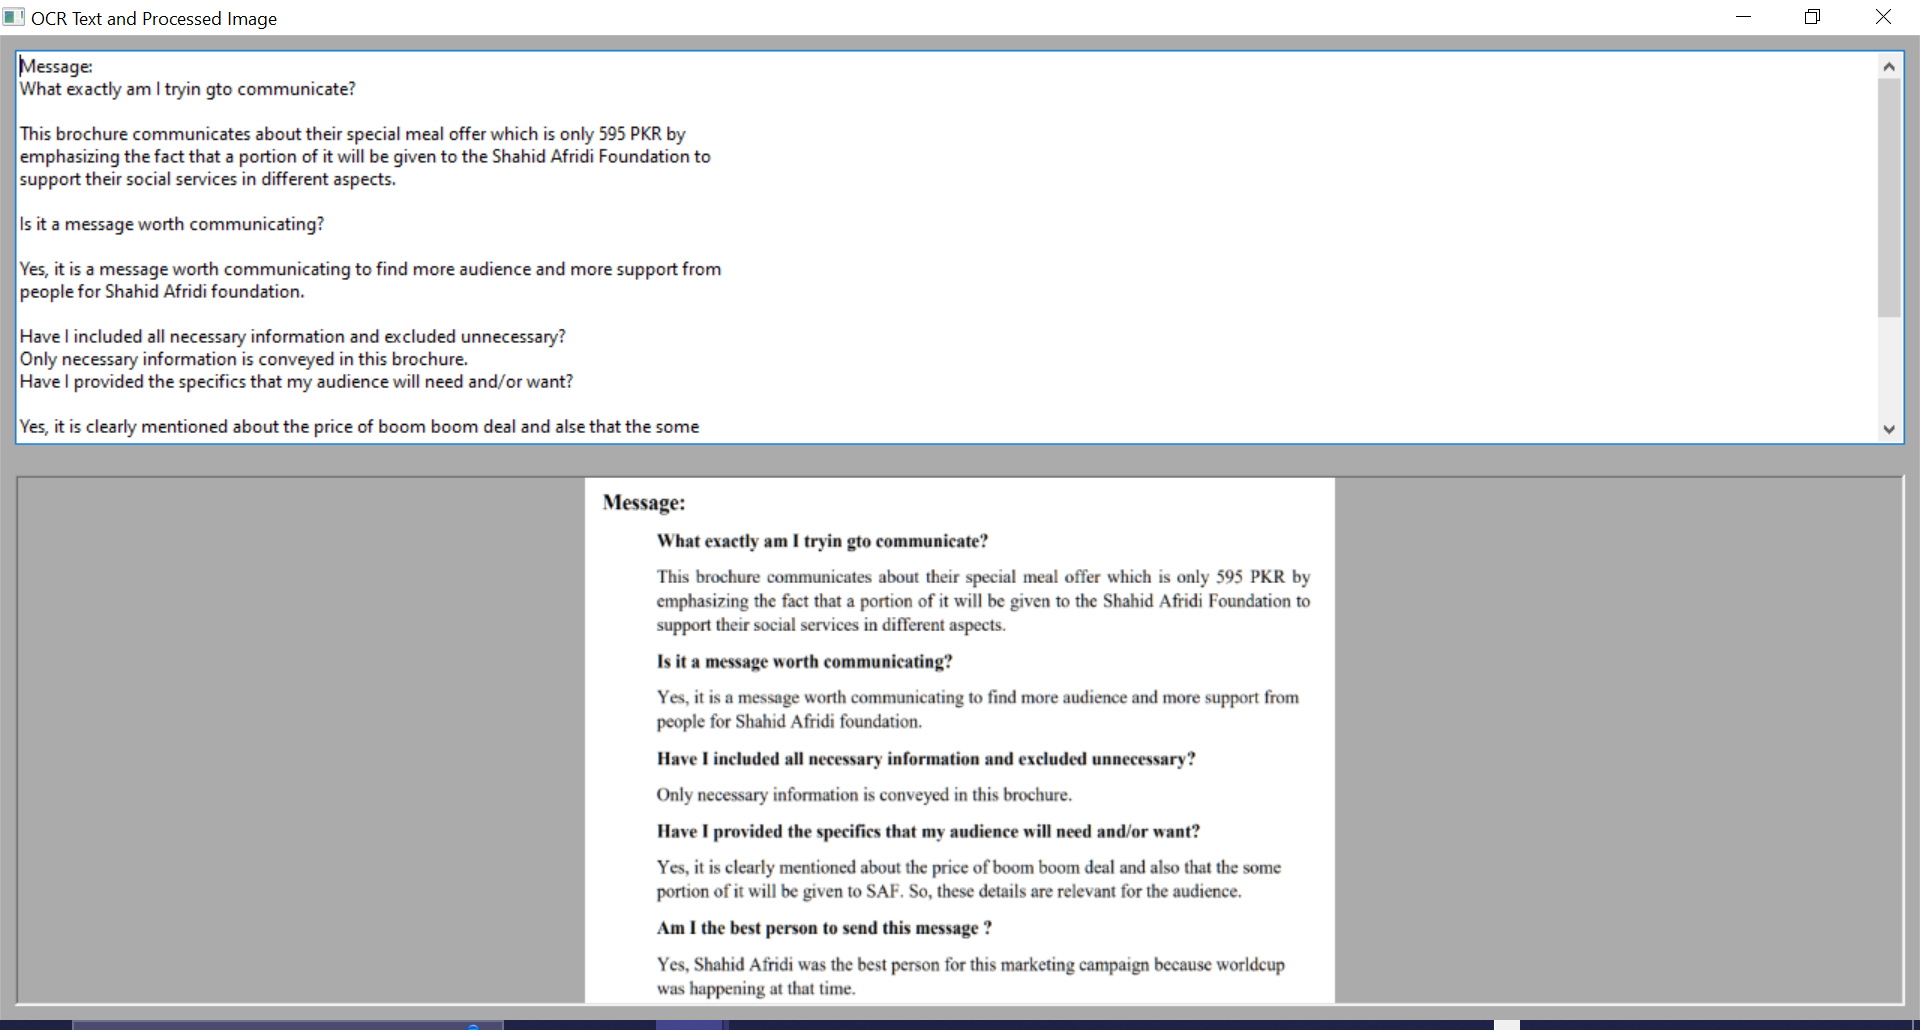 OCR Text and Processed Image
Message:
What exactly am I tryin gto communicate?
This brochure communicates about their special meal offer which is only 595 PKR by
emphasizing the fact that a portion of it will be given to the Shahid Afridi Foundation to
support their social services in different aspects.
Is it a message worth communicating?
Yes, it is a message worth communicating to find more audience and more support from
people for Shahid Afridi foundation.
Have I included all necessary information and excluded unnecessary?
Only necessary information is conveyed in this brochure.
Have I provided the specifics that my audience will need and/or want?
Yes, it is clearly mentioned about the price of boom boom deal and alse that the some
Message:
What exactly am I tryin gto communicate?
This brochure communicates about their special meal offer which is only 595 PKR by
emphasizing the fact that a portion of it will be given to the Shahid Afridi Foundation to
support their social services in different aspects.
Is it a message worth communicating?
Yes, it is a message worth communicating to find more audience and more support from
people for Shahid Afridi foundation.
Have I included all necessary information and excluded unnecessary?
Only necessary information is conveyed in this brochure.
Have I provided the specifics that my audience will need and/or want?
Yes, it is clearly mentioned about the price of boom boom deal and also that the some
portion of it will be given to SAF. So, these details are relevant for the audience.
Am I the best person to send this message ?
Yes, Shahid Afridi was the best person for this marketing campaign because worldcup
was happening at that time.